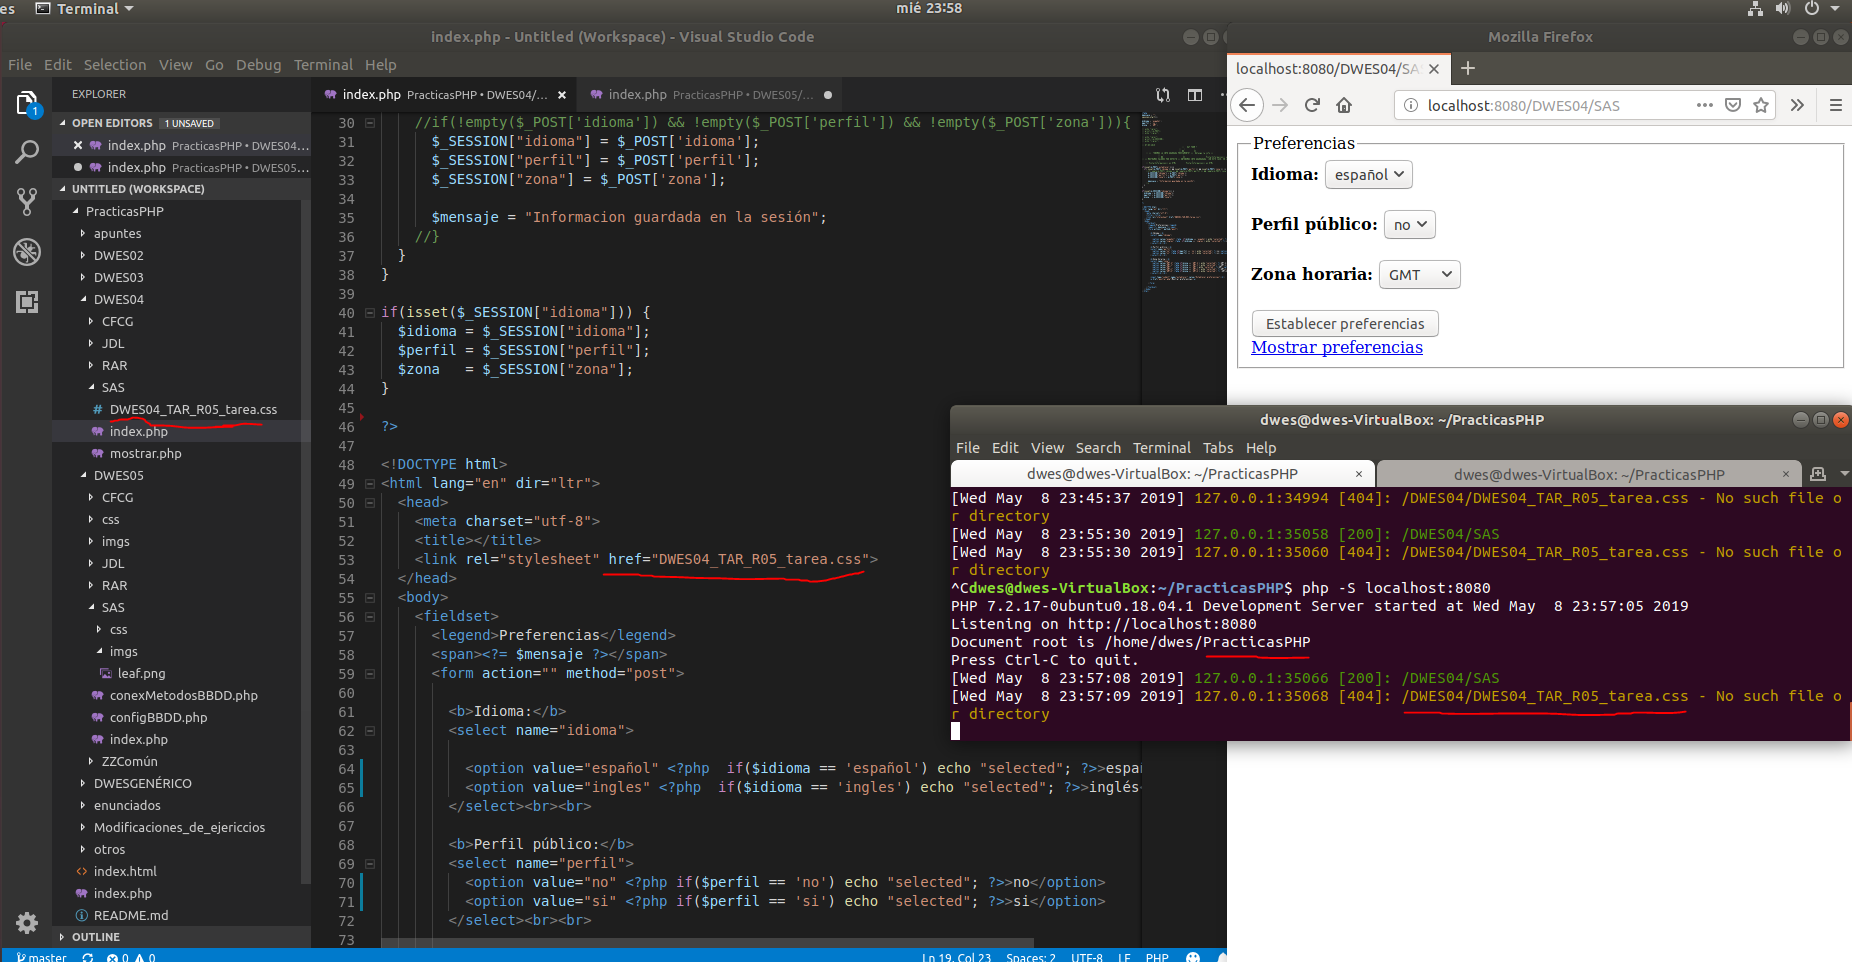 es Terminal mié 23:58
index.php - Untitled (Workspace) - Visual Studio Code
File Edit Selection View Go Debug Terminal Help
EXPLORER
1
OPEN EDITORS 1 UNSAVED
index.php PracticasPHP • DWES04...
index.php PracticasPHP • DWES05...
UNTITLED (WORKSPACE)
PracticasPHP
apuntes
DWES02
DWES03
DWES04
CFCG
JDL
RAR
SAS
# DWES04_TAR_R05_tarea.css
index.php
mostrar.php
DWES05
CFCG
css
imgs
JDL
RAR
SAS
css
imgs
leaf.png
conexMetodosBBDD.php
configBBDD.php
index.php
ZZComún
DWESGENÉRICO
enunciados
Modificaciones_de_ejericcios
otros
index.html
index.php
README.md
OUTLINE
index.php PracticasPHP • DWES04/...
index.php PracticasPHP • DWES05/...
30 //if(!empty($_POST['idioma']) && !empty($_POST['perfil']) && !empty($_POST['zona'])){
31 $_SESSION["idioma"] = $_POST['idioma'];
32 $_SESSION["perfil"] = $_POST['perfil'];
33 $_SESSION["zona"] = $_POST['zona'];
34
35 $mensaje = "Informacion guardada en la sesión";
36 //}
37 }
38 }
39
40 if(isset($_SESSION["idioma"])) {
41 $idioma = $_SESSION["idioma"];
42 $perfil = $_SESSION["perfil"];
43 $zona = $_SESSION["zona"];
44 }
45
46 ?>
47
48 <!DOCTYPE html>
49 <html lang="en" dir="ltr">
50 <head>
51 <meta charset="utf-8">
52 <title></title>
53 <link rel="stylesheet" href="DWES04_TAR_R05_tarea.css">
54 </head>
55 <body>
56 <fieldset>
57 <legend>Preferencias</legend>
58 <span><?= $mensaje ?></span>
59 <form action="" method="post">
60
61 <b>Idioma:</b>
62 <select name="idioma">
63
64 <option value="español" <?php if($idioma == 'español') echo "selected"; ?>>espa
65 <option value="ingles" <?php if($idioma == 'ingles') echo "selected"; ?>>inglés
66 </select><br><br>
67
68 <b>Perfil público:</b>
69 <select name="perfil">
70 <option value="no" <?php if($perfil == 'no') echo "selected"; ?>>no</option>
71 <option value="si" <?php if($perfil == 'si') echo "selected"; ?>>si</option>
72 </select><br><br>
73
master 0 0 Ln 19, Col 23 Spaces: 2 UTF-8 LF PHP
Mozilla Firefox
localhost:8080/DWES04/SA
localhost:8080/DWES04/SAS
Preferencias
Idioma: español
Perfil público: no
Zona horaria: GMT
Establecer preferencias
Mostrar preferencias
dwes@dwes-VirtualBox: ~/PracticasPHP
File Edit View Search Terminal Tabs Help
dwes@dwes-VirtualBox: ~/PracticasPHP × dwes@dwes-VirtualBox: ~/PracticasPHP ×
[Wed May  8 23:45:37 2019] 127.0.0.1:34994 [404]: /DWES04/DWES04_TAR_R05_tarea.css - No such file o
r directory
[Wed May  8 23:55:30 2019] 127.0.0.1:35058 [200]: /DWES04/SAS
[Wed May  8 23:55:30 2019] 127.0.0.1:35060 [404]: /DWES04/DWES04_TAR_R05_tarea.css - No such file o
r directory
^Cdwes@dwes-VirtualBox:~/PracticasPHP$ php -S localhost:8080
PHP 7.2.17-0ubuntu0.18.04.1 Development Server started at Wed May  8 23:57:05 2019
Listening on http://localhost:8080
Document root is /home/dwes/PracticasPHP
Press Ctrl-C to quit.
[Wed May  8 23:57:08 2019] 127.0.0.1:35066 [200]: /DWES04/SAS
[Wed May  8 23:57:09 2019] 127.0.0.1:35068 [404]: /DWES04/DWES04_TAR_R05_tarea.css - No such file o
r directory